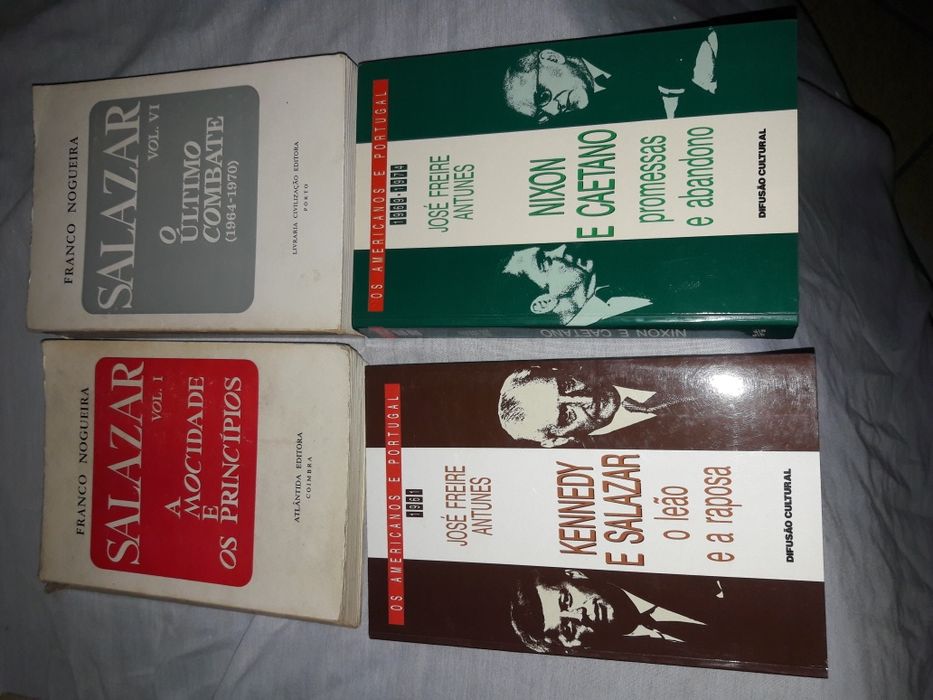 FRANCO NOGUEIRA
SALAZAR
VOL. VI
O
ÚLTIMO
COMBATE
(1964-1970)
LIVRARIA CIVILIZAÇÃO EDITORA
PORTO
OS AMERICANOS E PORTUGAL
1969-1974
JOSÉ FREIRE
ANTUNES
NIXON
E CAETANO
promessas
e abandono
DIFUSÃO CULTURAL
NIXON E CAETANO
FRANCO NOGUEIRA
SALAZAR
VOL. I
A
MOCIDADE
E
OS PRINCÍPIOS
ATLÂNTIDA EDITORA
COIMBRA
OS AMERICANOS E PORTUGAL
1961
JOSÉ FREIRE
ANTUNES
KENNEDY
E SALAZAR
o leão
e a raposa
DIFUSÃO CULTURAL